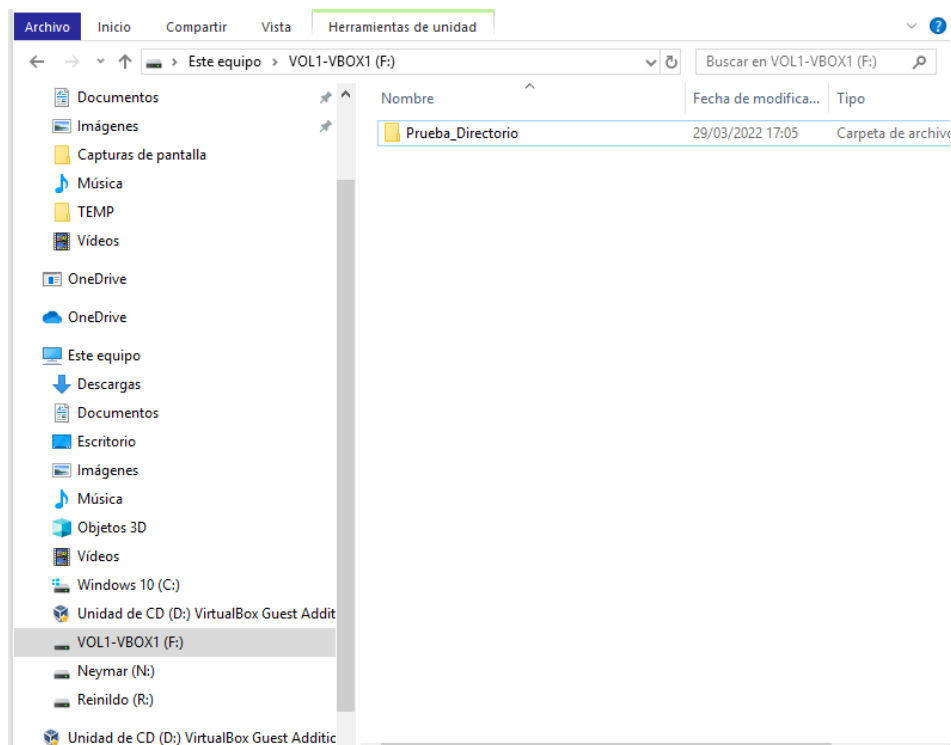 Archivo Inicio Compartir Vista Herramientas de unidad
Este equipo > VOL1-VBOX1 (F:) Buscar en VOL1-VBOX1 (F:)
Documentos
Imágenes
Capturas de pantalla
Música
TEMP
Vídeos
OneDrive
OneDrive
Este equipo
Descargas
Documentos
Escritorio
Imágenes
Música
Objetos 3D
Vídeos
Windows 10 (C:)
Unidad de CD (D:) VirtualBox Guest Addit
VOL1-VBOX1 (F:)
Neymar (N:)
Reinildo (R:)
Unidad de CD (D:) VirtualBox Guest Additic
Nombre Fecha de modifica... Tipo
Prueba_Directorio 29/03/2022 17:05 Carpeta de archivo